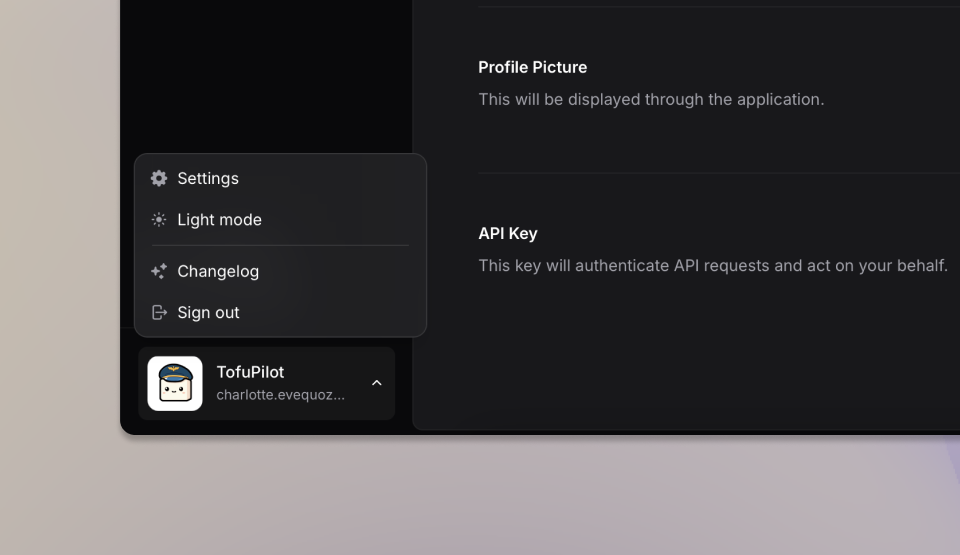 Profile Picture
This will be displayed through the application.
Settings
Light mode
API Key
This key will authenticate API requests and act on your behalf.
Changelog
Sign out
TofuPilot
charlotte.evequoz...